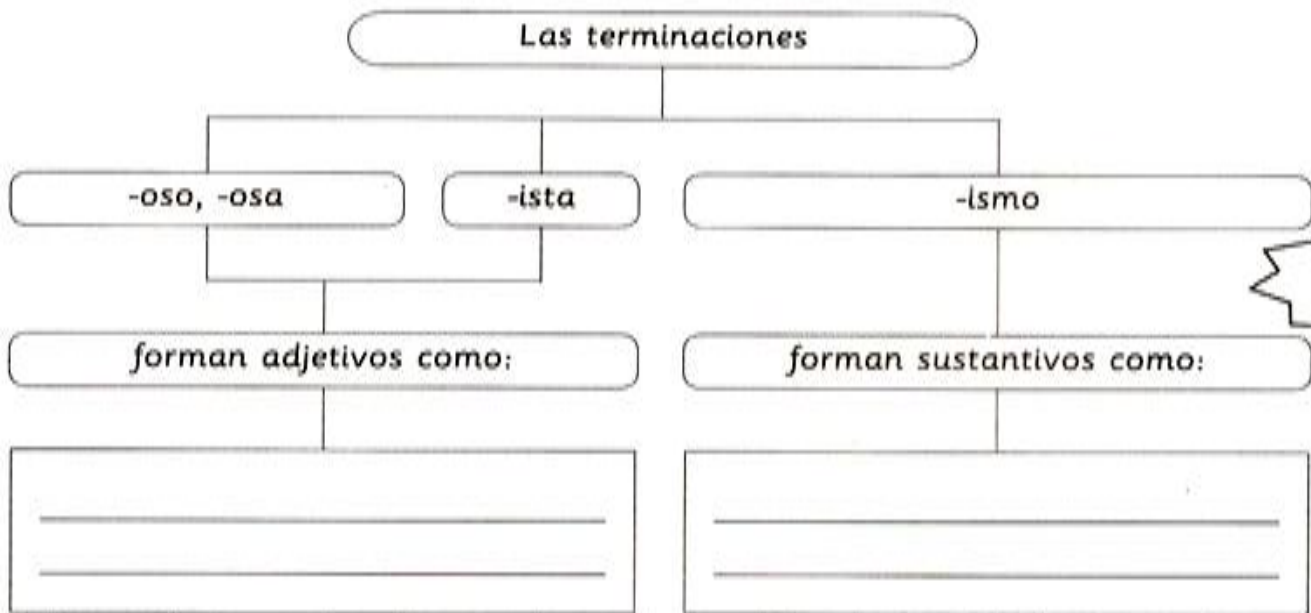 Las terminaciones
-oso, -osa
-ista
-ismo
forman adjetivos como:
forman sustantivos como: